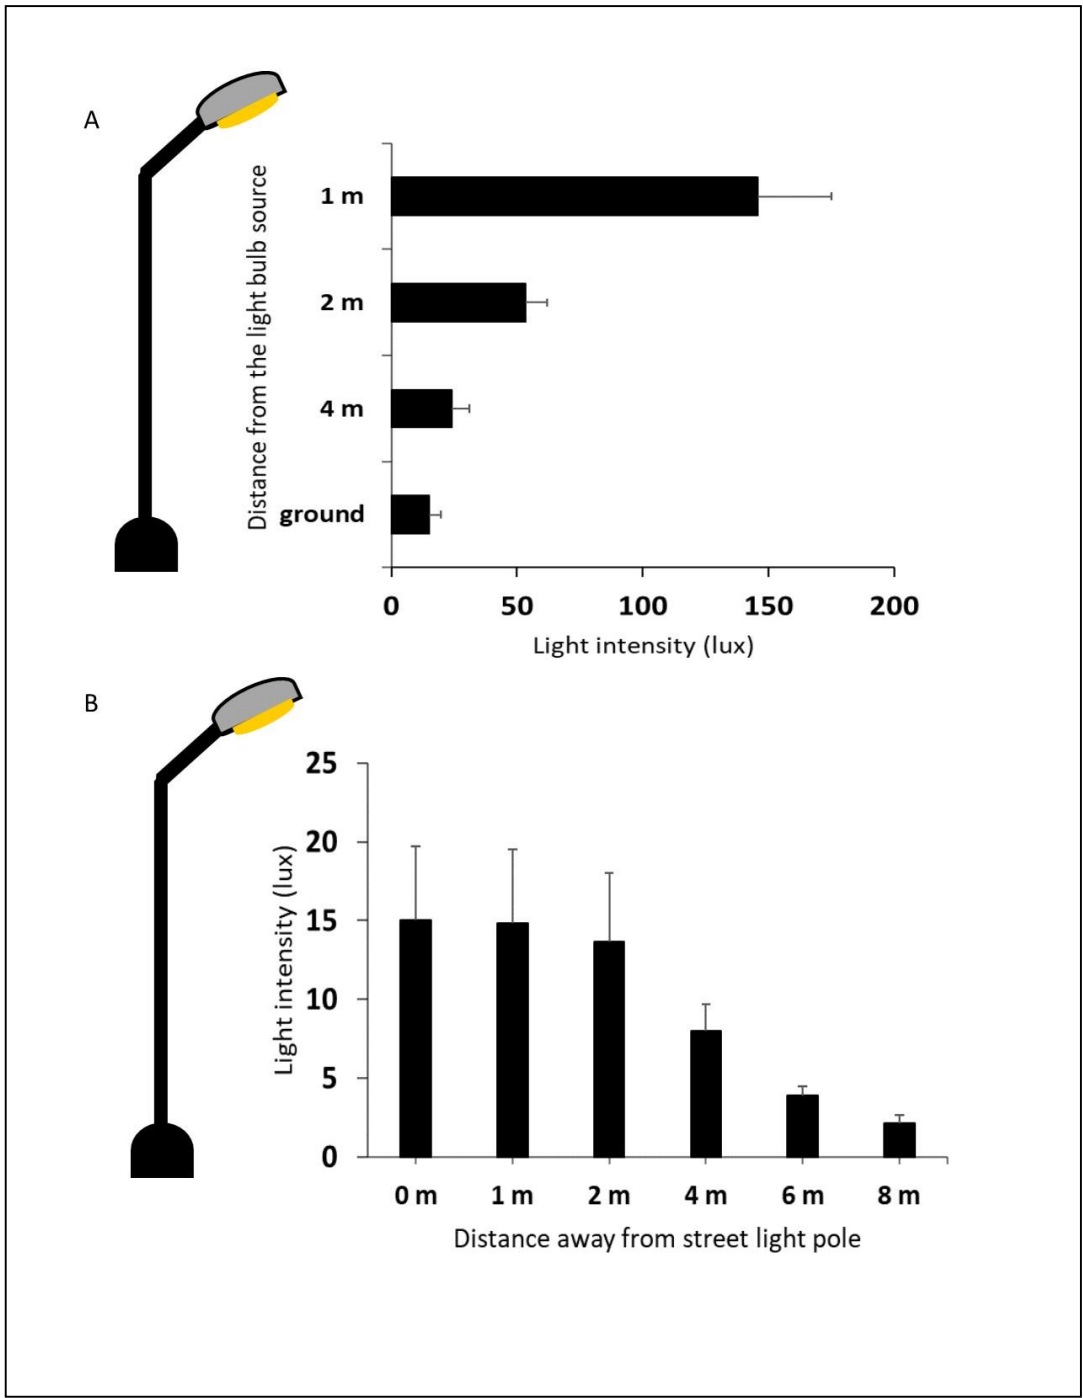 A
Distance from the light bulb source
1 m
2 m
4 m
ground
0 50 100 150 200
Light intensity (lux)
B
Light intensity (lux)
25
20
15
10
5
0
0 m 1 m 2 m 4 m 6 m 8 m
Distance away from street light pole